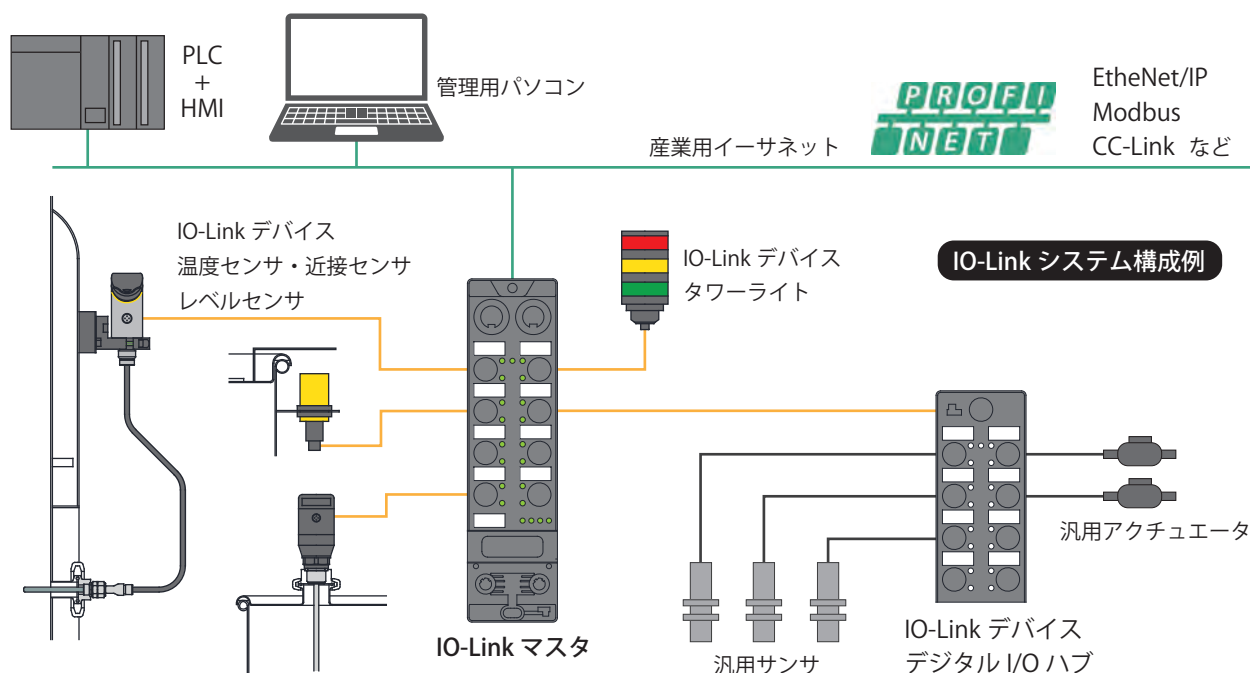 PLC
+
HMI
管理用パソコン
産業用イーサネット
PROFI
NET
EtheNet/IP
Modbus
CC-Link など
IO-Link デバイス
温度センサ・近接センサ
レベルセンサ
IO-Link デバイス
タワーライト
IO-Link システム構成例
IO-Link マスタ
汎用センサ
汎用アクチュエータ
IO-Link デバイス
デジタル I/O ハブ